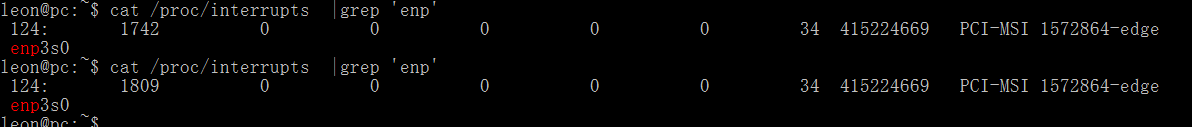 leon@pc:~$ cat /proc/interrupts  |grep 'enp'
 124:       1742          0          0          0          0          0         34  415224669   PCI-MSI 1572864-edge
 enp3s0
leon@pc:~$ cat /proc/interrupts  |grep 'enp'
 124:       1809          0          0          0          0          0         34  415224669   PCI-MSI 1572864-edge
 enp3s0
leon@pc:~$